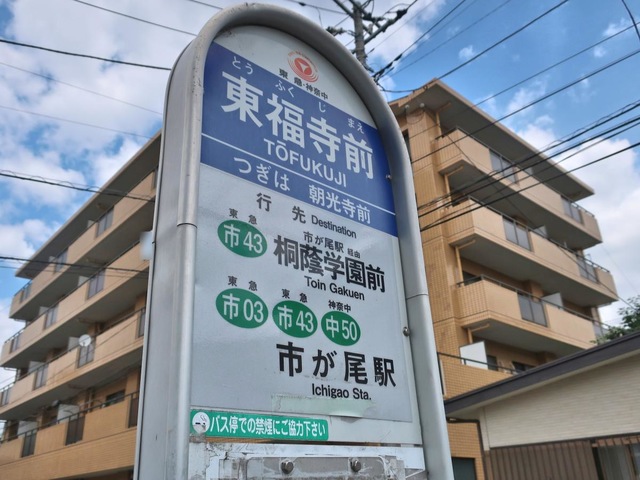 東急・神奈中
とうふくじまえ
東福寺前
TŌFUKUJI
つぎは 朝光寺前
行先 Destination
東急
市43
市が尾駅 経由
桐蔭学園前
Toin Gakuen
東急 東急 神奈中
市03 市43 中50
市が尾駅
Ichigao Sta.
バス停での禁煙にご協力下さい